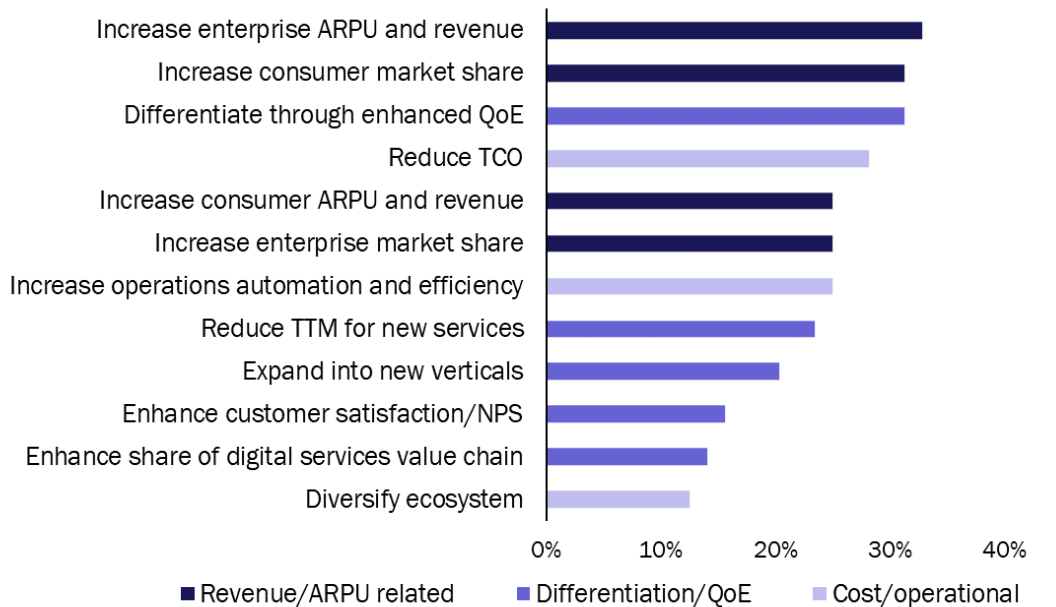 Increase enterprise ARPU and revenue
Increase consumer market share
Differentiate through enhanced QoE
Reduce TCO
Increase consumer ARPU and revenue
Increase enterprise market share
Increase operations automation and efficiency
Reduce TTM for new services
Expand into new verticals
Enhance customer satisfaction/NPS
Enhance share of digital services value chain
Diversify ecosystem
0% 10% 20% 30% 40%
Revenue/ARPU related Differentiation/QoE Cost/operational